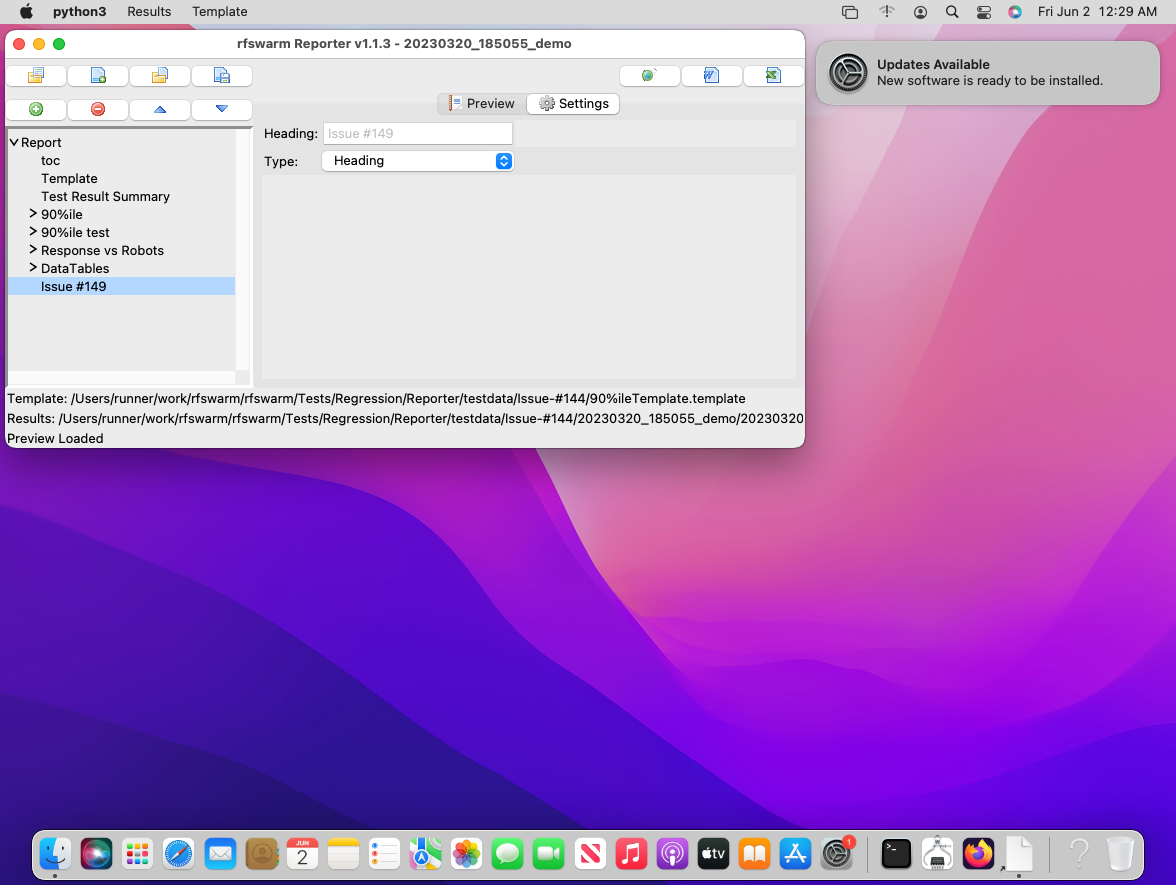 python3 Results Template Fri Jun 2 12:29 AM
rfswarm Reporter v1.1.3 - 20230320_185055_demo
Updates Available
New software is ready to be installed.
Preview Settings
Heading: Issue #149
Type: Heading
Report
toc
Template
Test Result Summary
90%ile
90%ile test
Response vs Robots
DataTables
Issue #149
Template: /Users/runner/work/rfswarm/rfswarm/Tests/Regression/Reporter/testdata/Issue-#144/90%ileTemplate.template
Results: /Users/runner/work/rfswarm/rfswarm/Tests/Regression/Reporter/testdata/Issue-#144/20230320_185055_demo/20230320
Preview Loaded
JUN
2
tv
1